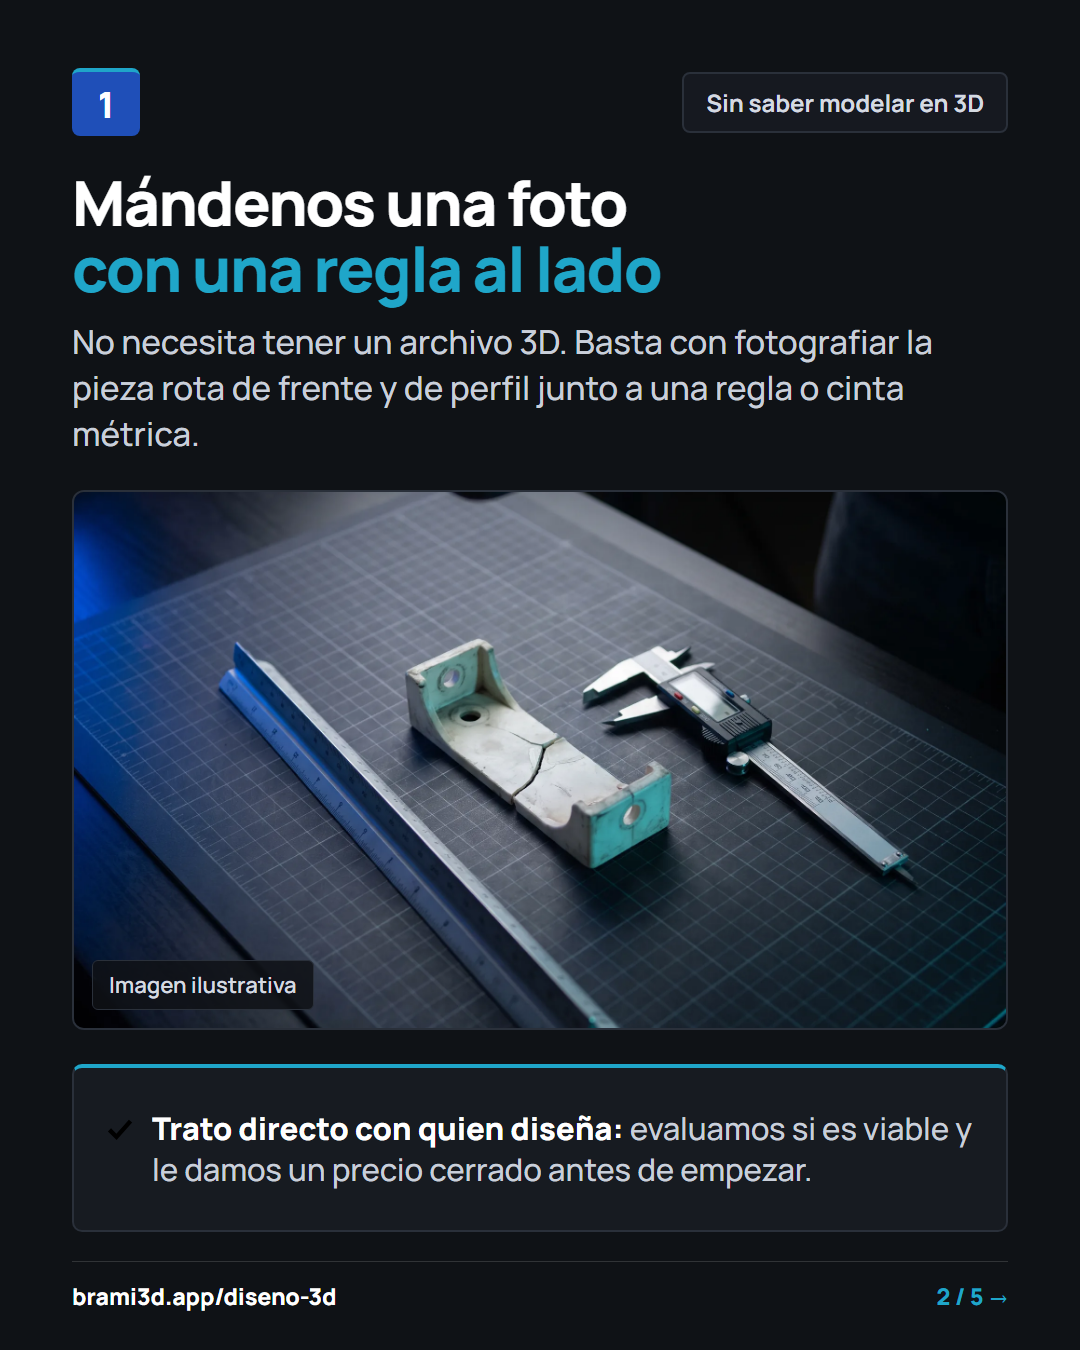 1
Sin saber modelar en 3D
Mándenos una foto
con una regla al lado
No necesita tener un archivo 3D. Basta con fotografiar la
pieza rota de frente y de perfil junto a una regla o cinta
métrica.
Imagen ilustrativa
✓ Trato directo con quien diseña: evaluamos si es viable y
le damos un precio cerrado antes de empezar.
brami3d.app/diseno-3d
2 / 5 →